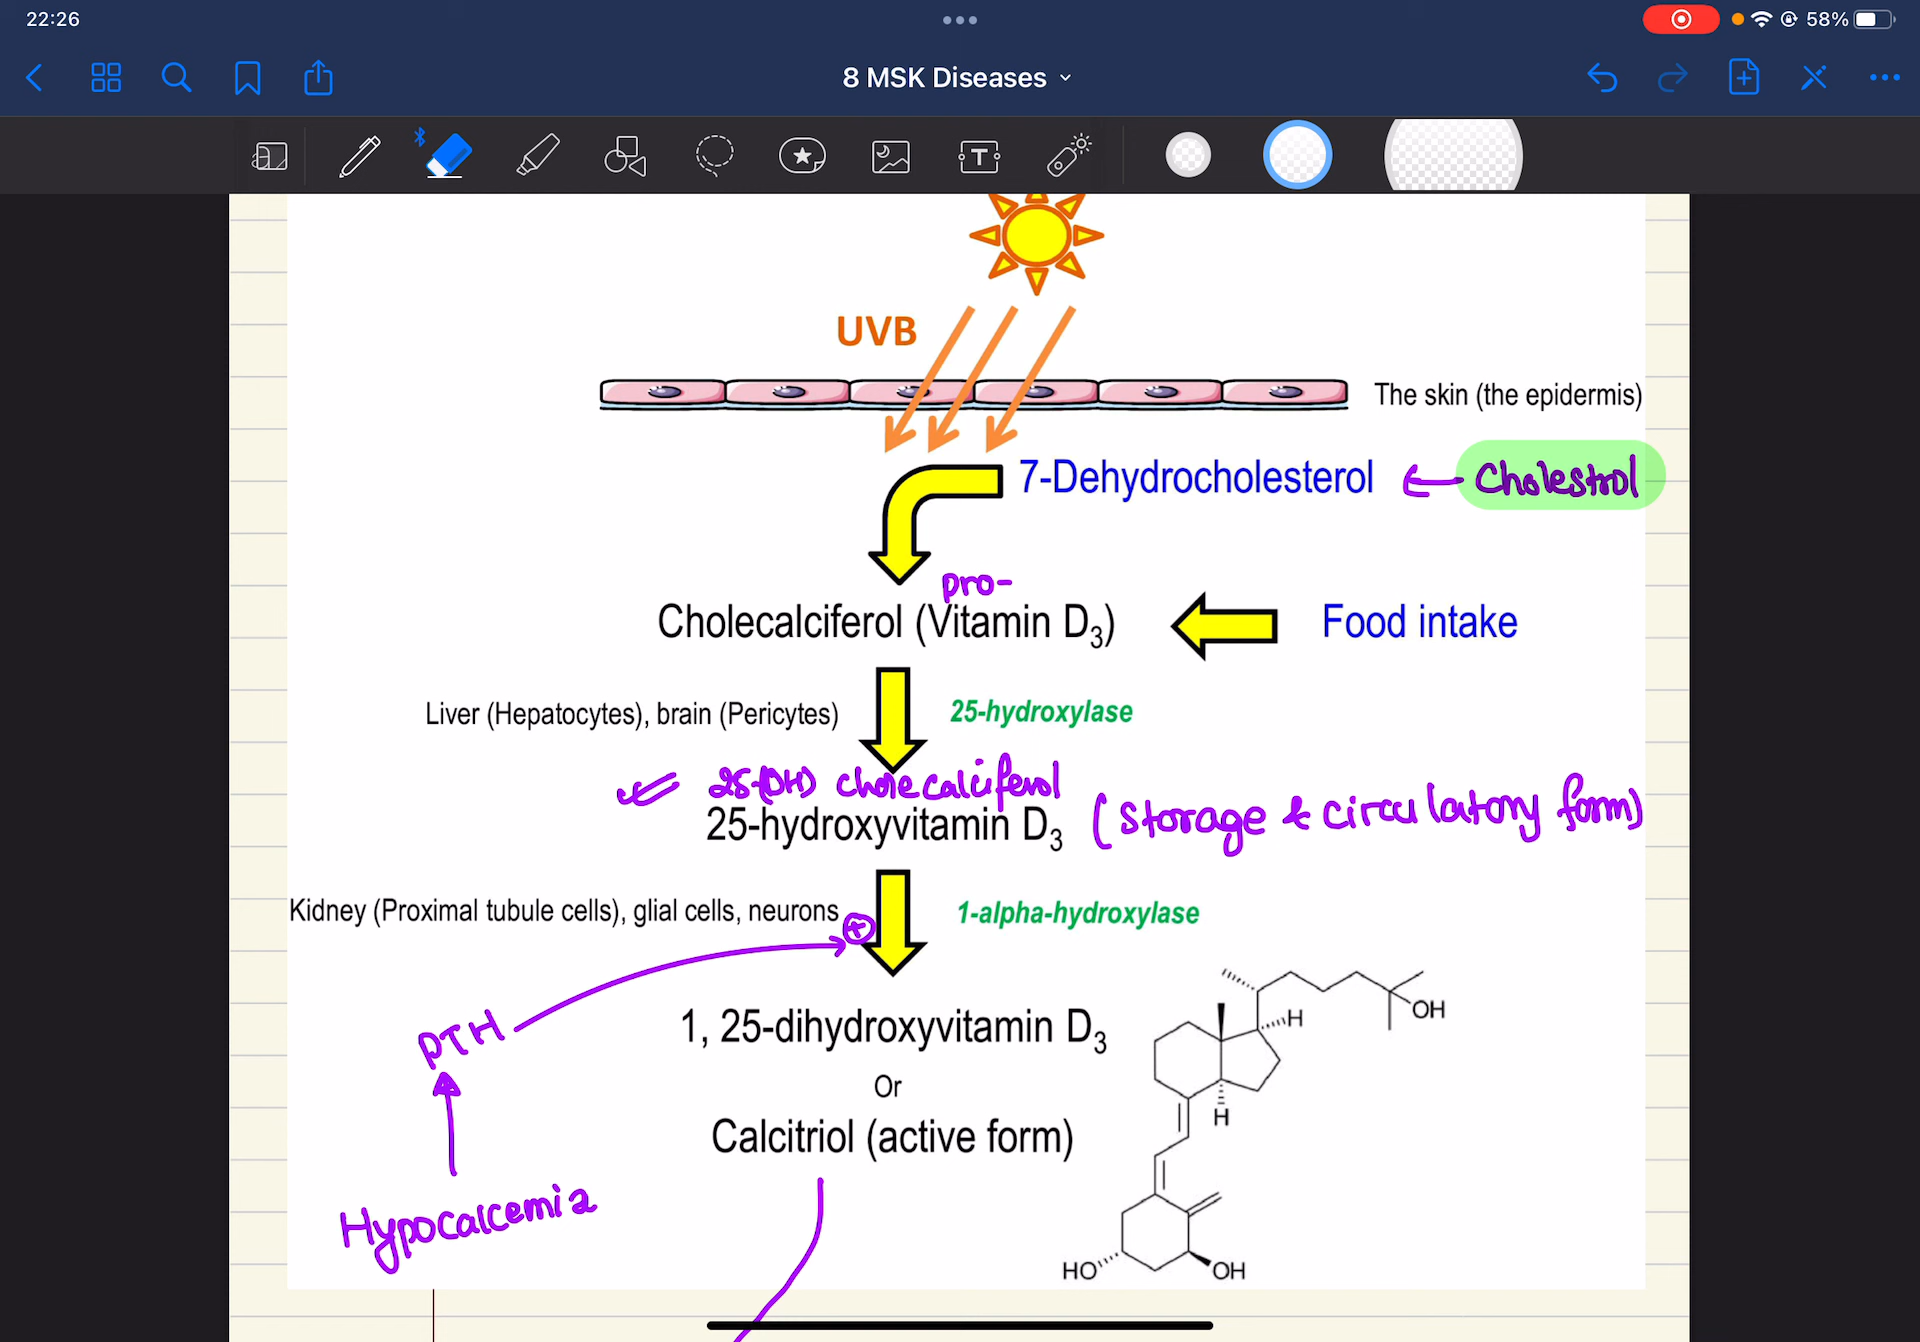 22:26
58%
8 MSK Diseases
T
UVB
The skin (the epidermis)
7-Dehydrocholesterol ← Cholestrol
pro-
Cholecalciferol (Vitamin D₃)
Food intake
Liver (Hepatocytes), brain (Pericytes)
25-hydroxylase
25(OH) cholecalciferol
25-hydroxyvitamin D₃ (storage & circulatory form)
Kidney (Proximal tubule cells), glial cells, neurons
+
1-alpha-hydroxylase
PTH
1, 25-dihydroxyvitamin D₃
Or
Calcitriol (active form)
Hypocalcemia
OH
H
H
HO
OH